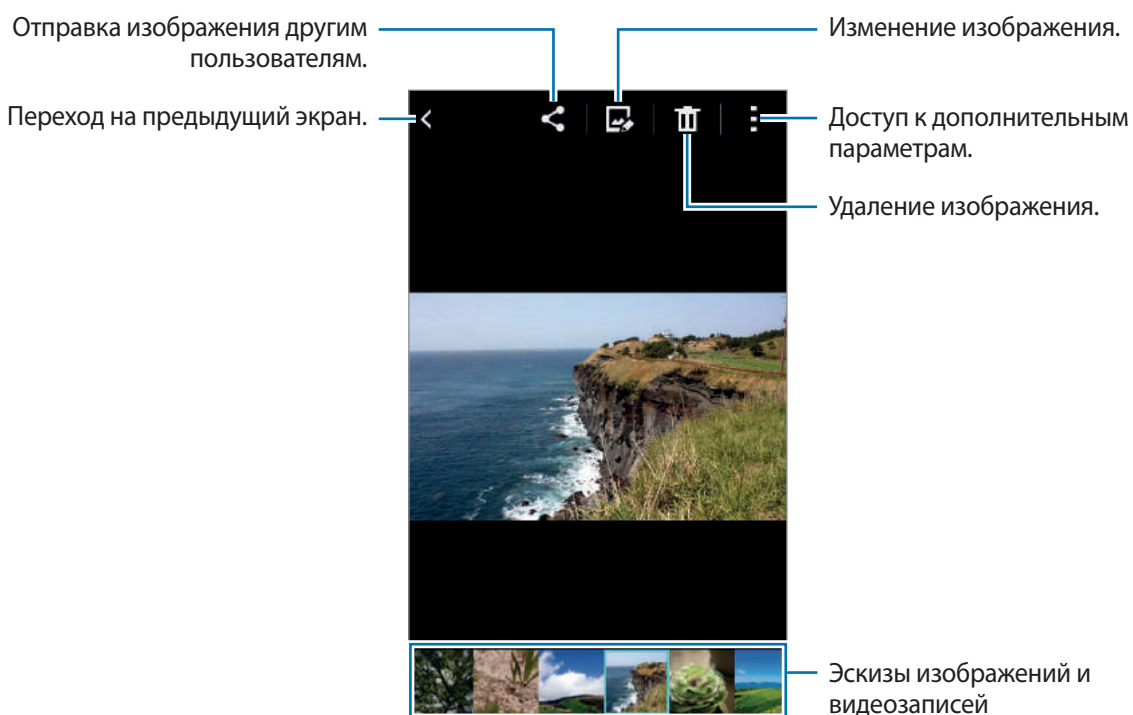 Отправка изображения другим
пользователям.
Изменение изображения.
Переход на предыдущий экран.
Доступ к дополнительным
параметрам.
Удаление изображения.
Эскизы изображений и
видеозаписей